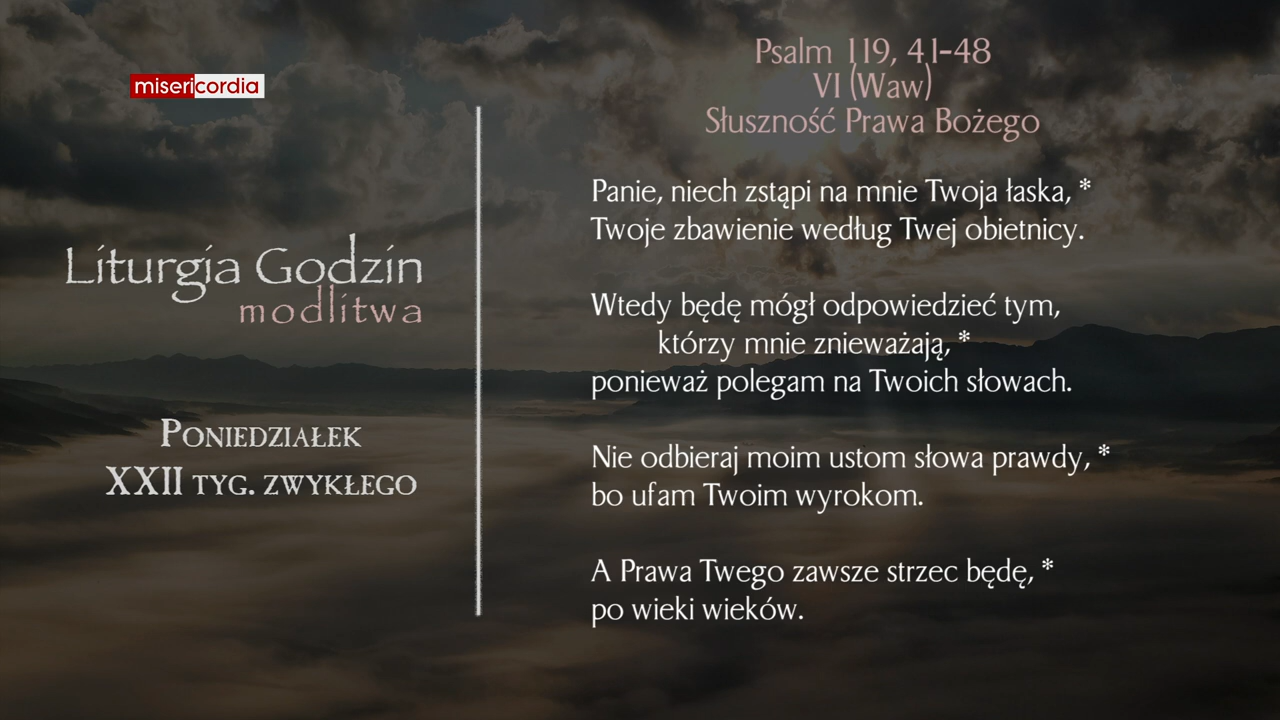 misericordia
Liturgia Godzin
modlitwa
Poniedziałek
XXII tyg. zwykłego
Psalm 119, 41-48
VI (Waw)
Słuszność Prawa Bożego
Panie, niech zstąpi na mnie Twoja łaska, *
Twoje zbawienie według Twej obietnicy.
Wtedy będę mógł odpowiedzieć tym,
którzy mnie znieważają, *
ponieważ polegam na Twoich słowach.
Nie odbieraj moim ustom słowa prawdy, *
bo ufam Twoim wyrokom.
A Prawa Twego zawsze strzec będę, *
po wieki wieków.